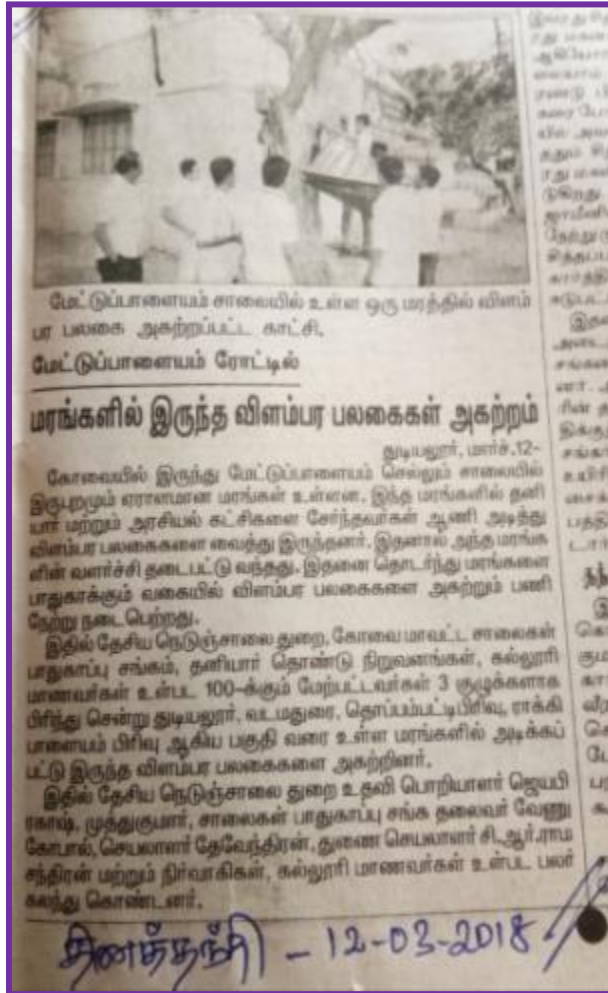 மேட்டுப்பாளையம் சாலையில் உள்ள ஒரு மரத்தில் விளம்
பர பலகை அகற்றப்பட்ட காட்சி.
மேட்டுப்பாளையம் ரோட்டில்
மரங்களில் இருந்த விளம்பர பலகைகள் அகற்றம்
துடியலூர், மார்ச்.12-
கோவையில் இருந்து மேட்டுப்பாளையம் செல்லும் சாலையில்
இருபுறமும் ஏராளமான மரங்கள் உள்ளன. இந்த மரங்களில் தனி
யார் மற்றும் அரசியல் கட்சிகளை சேர்ந்தவர்கள் ஆணி அடித்து
விளம்பர பலகைகளை வைத்து இருந்தனர். இதனால் அந்த மரங்க
ளின் வளர்ச்சி தடைபட்டு வந்தது. இதனை தொடர்ந்து மரங்களை
பாதுகாக்கும் வகையில் விளம்பர பலகைகளை அகற்றும் பணி
நேற்று நடைபெற்றது.
இதில் தேசிய நெடுஞ்சாலை துறை, கோவை மாவட்ட சாலைகள்
பாதுகாப்பு சங்கம், தனியார் தொண்டு நிறுவனங்கள், கல்லூரி
மாணவர்கள் உள்பட 100-க்கும் மேற்பட்டவர்கள் 3 குழுக்களாக
பிரிந்து சென்று துடியலூர், வடமதுரை, தொப்பம்பட்டிபிரிவு, ராக்கி
பாளையம் பிரிவு ஆகிய பகுதி வரை உள்ள மரங்களில் அடிக்கப்
பட்டு இருந்த விளம்பர பலகைகளை அகற்றினர்.
இதில் தேசிய நெடுஞ்சாலை துறை உதவி பொறியாளர் ஜெயபி
ரகாஷ், முத்துகுமார், சாலைகள் பாதுகாப்பு சங்க தலைவர் வேணு
கோபால், செயலாளர் தேவேந்திரன், துணை செயலாளர் சி.ஆர்.ராம
சந்திரன் மற்றும் நிர்வாகிகள், கல்லூரி மாணவர்கள் உள்பட பலர்
கலந்து கொண்டனர்.
தினத்தந்தி - 12-03-2018